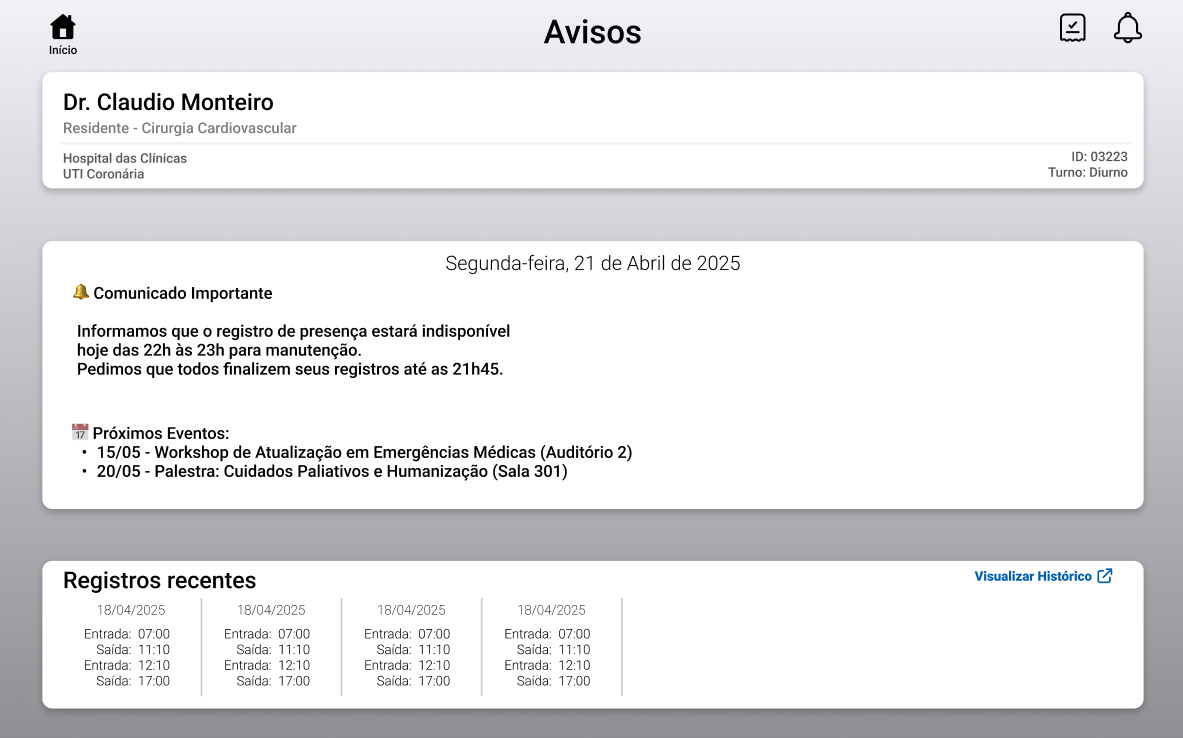 Início
Avisos
Dr. Claudio Monteiro
Residente - Cirurgia Cardiovascular
Hospital das Clínicas
UTI Coronária
ID: 03223
Turno: Diurno
Segunda-feira, 21 de Abril de 2025
Comunicado Importante
Informamos que o registro de presença estará indisponível
hoje das 22h às 23h para manutenção.
Pedimos que todos finalizem seus registros até as 21h45.
17 Próximos Eventos:
• 15/05 - Workshop de Atualização em Emergências Médicas (Auditório 2)
• 20/05 - Palestra: Cuidados Paliativos e Humanização (Sala 301)
Registros recentes
Visualizar Histórico
18/04/2025
Entrada: 07:00
Saída: 11:10
Entrada: 12:10
Saída: 17:00
18/04/2025
Entrada: 07:00
Saída: 11:10
Entrada: 12:10
Saída: 17:00
18/04/2025
Entrada: 07:00
Saída: 11:10
Entrada: 12:10
Saída: 17:00
18/04/2025
Entrada: 07:00
Saída: 11:10
Entrada: 12:10
Saída: 17:00